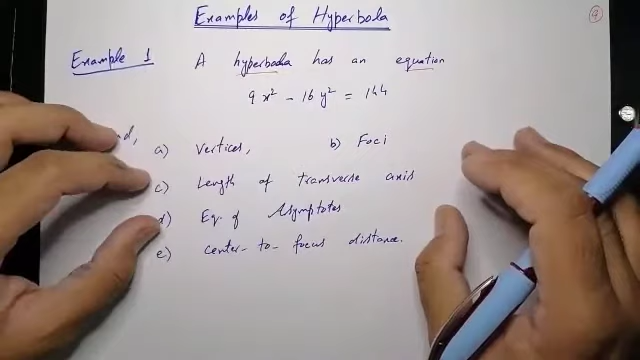 Examples of Hyperbola
9
Example 1 A hyperbola has an equation
9x² - 16y² = 144
a) Vertices, b) Foci
c) Length of transverse axis
d) Eq. of Asymptotes
e) center-to-focus distance.